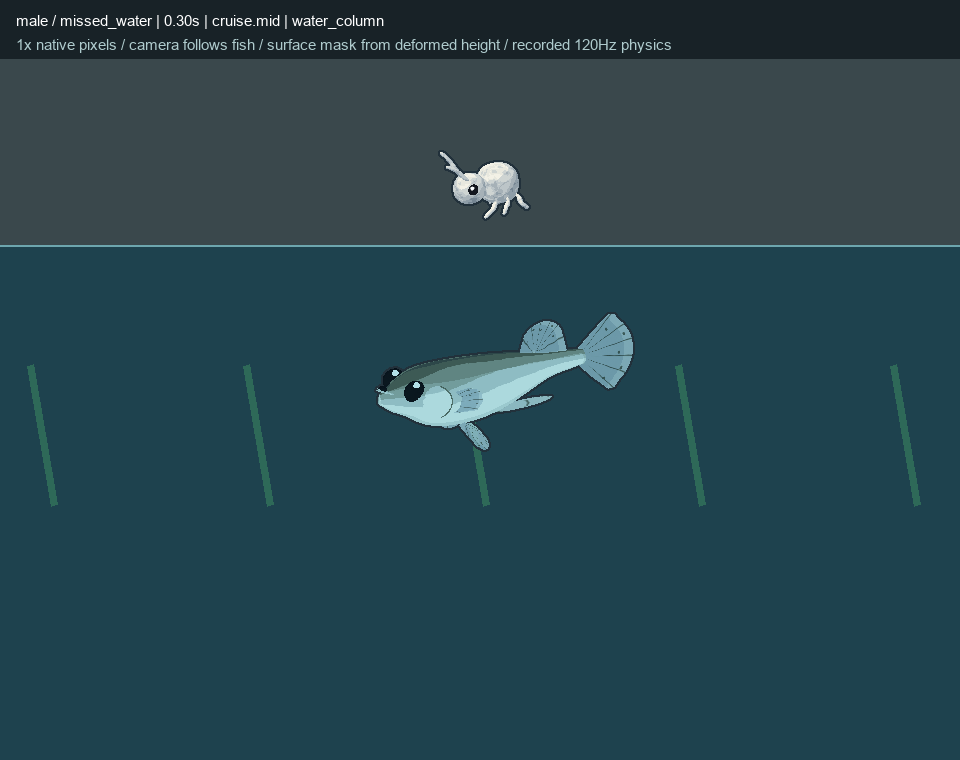 male / missed_water | 0.30s | cruise.mid | water_column
1x native pixels / camera follows fish / surface mask from deformed height / recorded 120Hz physics